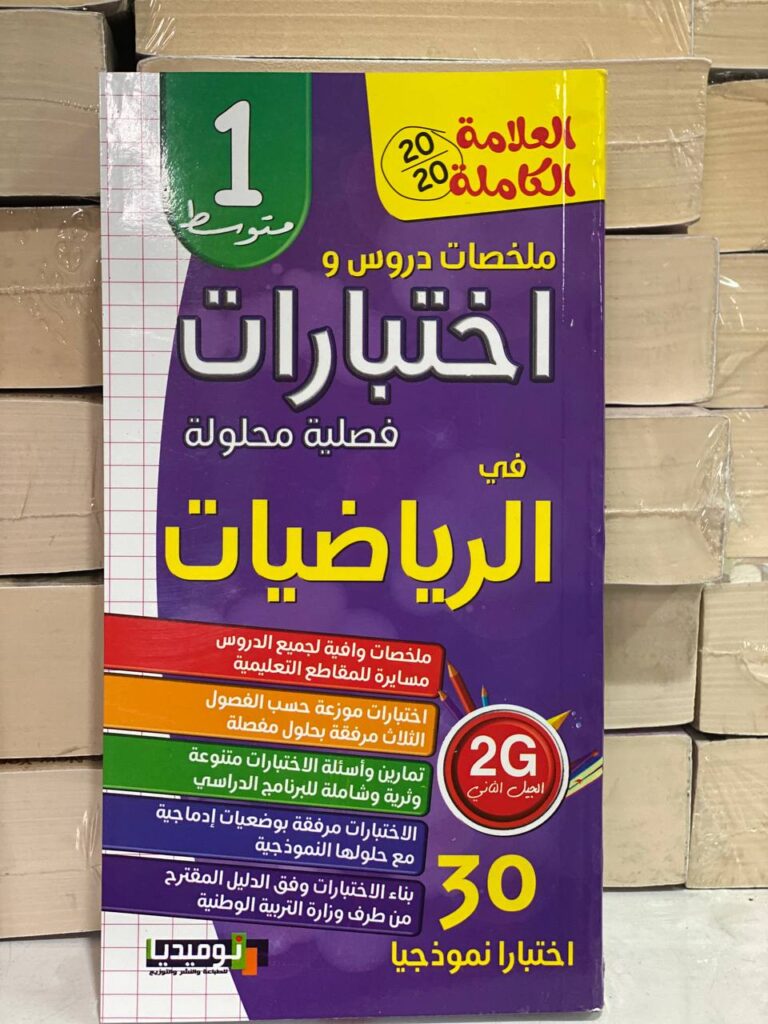 1
متوسط
العلامة
الكاملة
20
20
ملخصات دروس و
اختبارات
فصلية محلولة
في
الرياضيات
ملخصات وافية لجميع الدروس
مسايرة للمقاطع التعليمية
اختبارات موزعة حسب الفصول
الثلاث مرفقة بحلول مفصلة
تمارين وأسئلة الاختبارات متنوعة
وثرية وشاملة للبرنامج الدراسي
الاختبارات مرفقة بوضعيات إدماجية
مع حلولها النموذجية
بناء الاختبارات وفق الدليل المقترح
من طرف وزارة التربية الوطنية
2G
الجيل الثاني
30
اختبارا نموذجيا
نوميديا
للطباعة والنشر والتوزيع